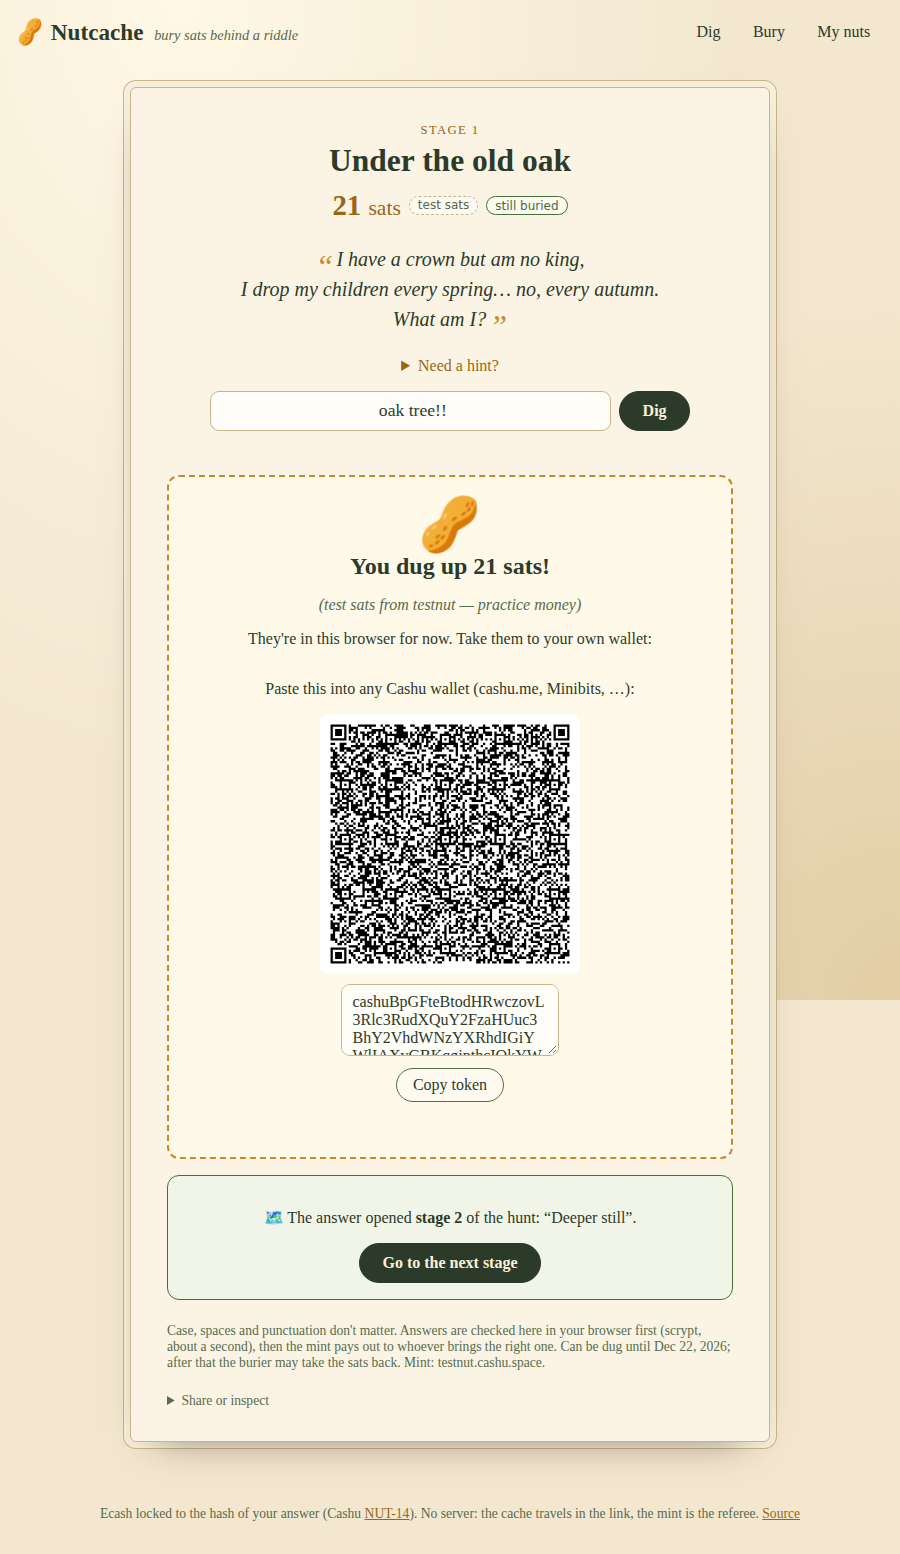 Nutcache bury sats behind a riddle
Dig Bury My nuts
STAGE 1
Under the old oak
21 sats test sats still buried
“ I have a crown but am no king,
I drop my children every spring… no, every autumn.
What am I? ”
Need a hint?
oak tree!! Dig
You dug up 21 sats!
(test sats from testnut — practice money)
They're in this browser for now. Take them to your own wallet:
Paste this into any Cashu wallet (cashu.me, Minibits, …):
cashuBpGFteBtodHRwczovL
3Rlc3RudXQuY2FzaHUuc3
BhY2VhdWNzYXRhdIGiY
Copy token
The answer opened stage 2 of the hunt: “Deeper still”.
Go to the next stage
Case, spaces and punctuation don't matter. Answers are checked here in your browser first (scrypt,
about a second), then the mint pays out to whoever brings the right one. Can be dug until Dec 22, 2026;
after that the burier may take the sats back. Mint: testnut.cashu.space.
Share or inspect
Ecash locked to the hash of your answer (Cashu NUT-14). No server: the cache travels in the link, the mint is the referee. Source